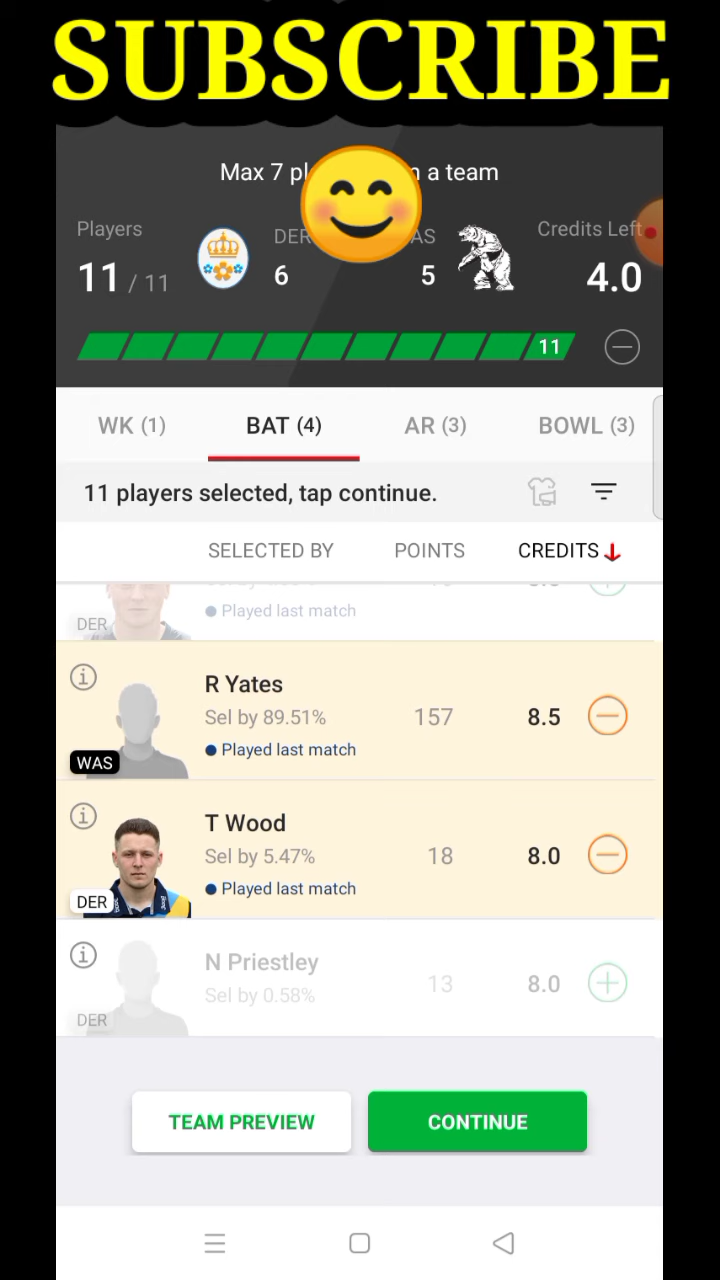 SUBSCRIBE
Max 7 n a team
Players
DER
AS
Credits Left
11 / 11
6
5
4.0
11
WK (1)
BAT (4)
AR (3)
BOWL (3)
11 players selected, tap continue.
SELECTED BY
POINTS
CREDITS
DER
Played last match
R Yates
Sel by 89.51%
157
8.5
Played last match
WAS
T Wood
Sel by 5.47%
18
8.0
Played last match
DER
N Priestley
Sel by 0.58%
13
8.0
DER
TEAM PREVIEW
CONTINUE